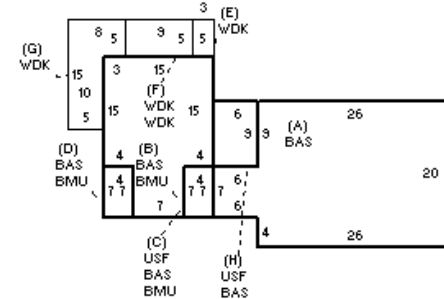 3
(E)
WDK
8
9
5
5
(G)
WDK
15
10
5
3
15
(F)
WDK
WDK
15
15
6
9
9
(A)
BAS
26
20
(D)
BAS
BMU
4
(B)
BAS
BMU
4
4
7 7
4
7 7
7
7
6
6
4
26
(C)
USF
BAS
BMU
(H)
USF
BAS